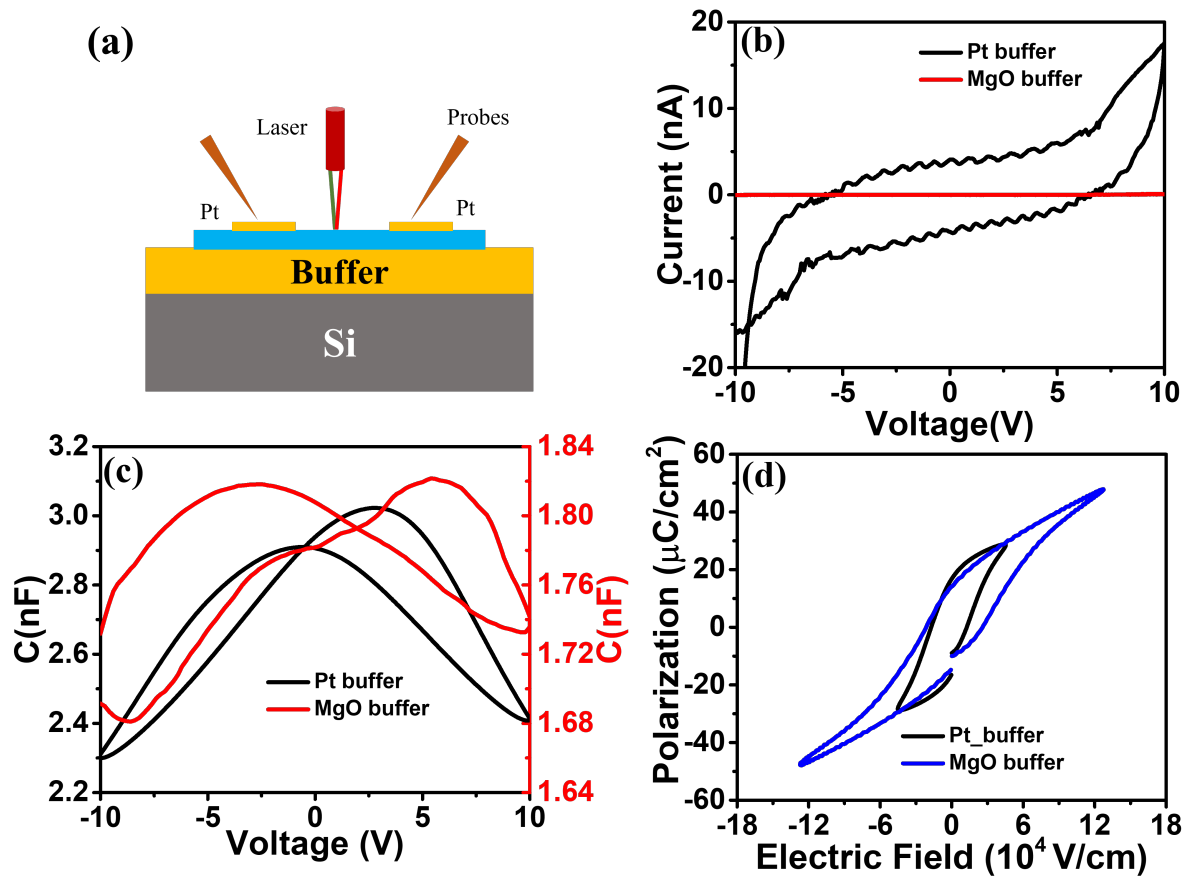 (a)
Laser
Probes
Pt
Pt
Buffer
Si
(b)
Pt buffer
MgO buffer
Current (nA)
20
10
0
-10
-20
-10
-5
0
5
10
Voltage(V)
(c)
C(nF)
3.2
3.0
2.8
2.6
2.4
2.2
Pt buffer
MgO buffer
1.84
1.80
1.76
1.72
1.68
1.64
C(nF)
-10
-5
0
5
10
Voltage (V)
(d)
Polarization (μC/cm²)
60
40
20
0
-20
-40
-60
Pt_buffer
MgO buffer
-18
-12
-6
0
6
12
18
Electric Field (10⁴ V/cm)